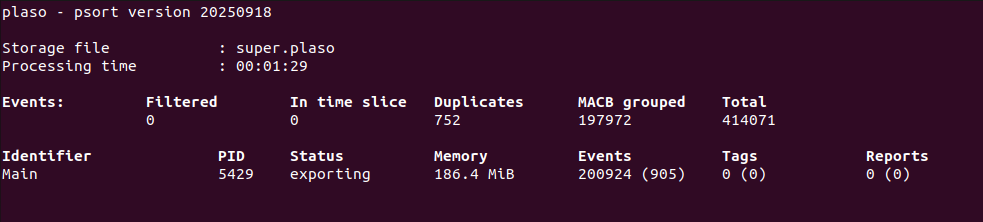 plaso - psort version 20250918
Storage file : super.plaso
Processing time : 00:01:29
Events: Filtered In time slice Duplicates MACB grouped Total
0 0 752 197972 414071
Identifier PID Status Memory Events Tags Reports
Main 5429 exporting 186.4 MiB 200924 (905) 0 (0) 0 (0)